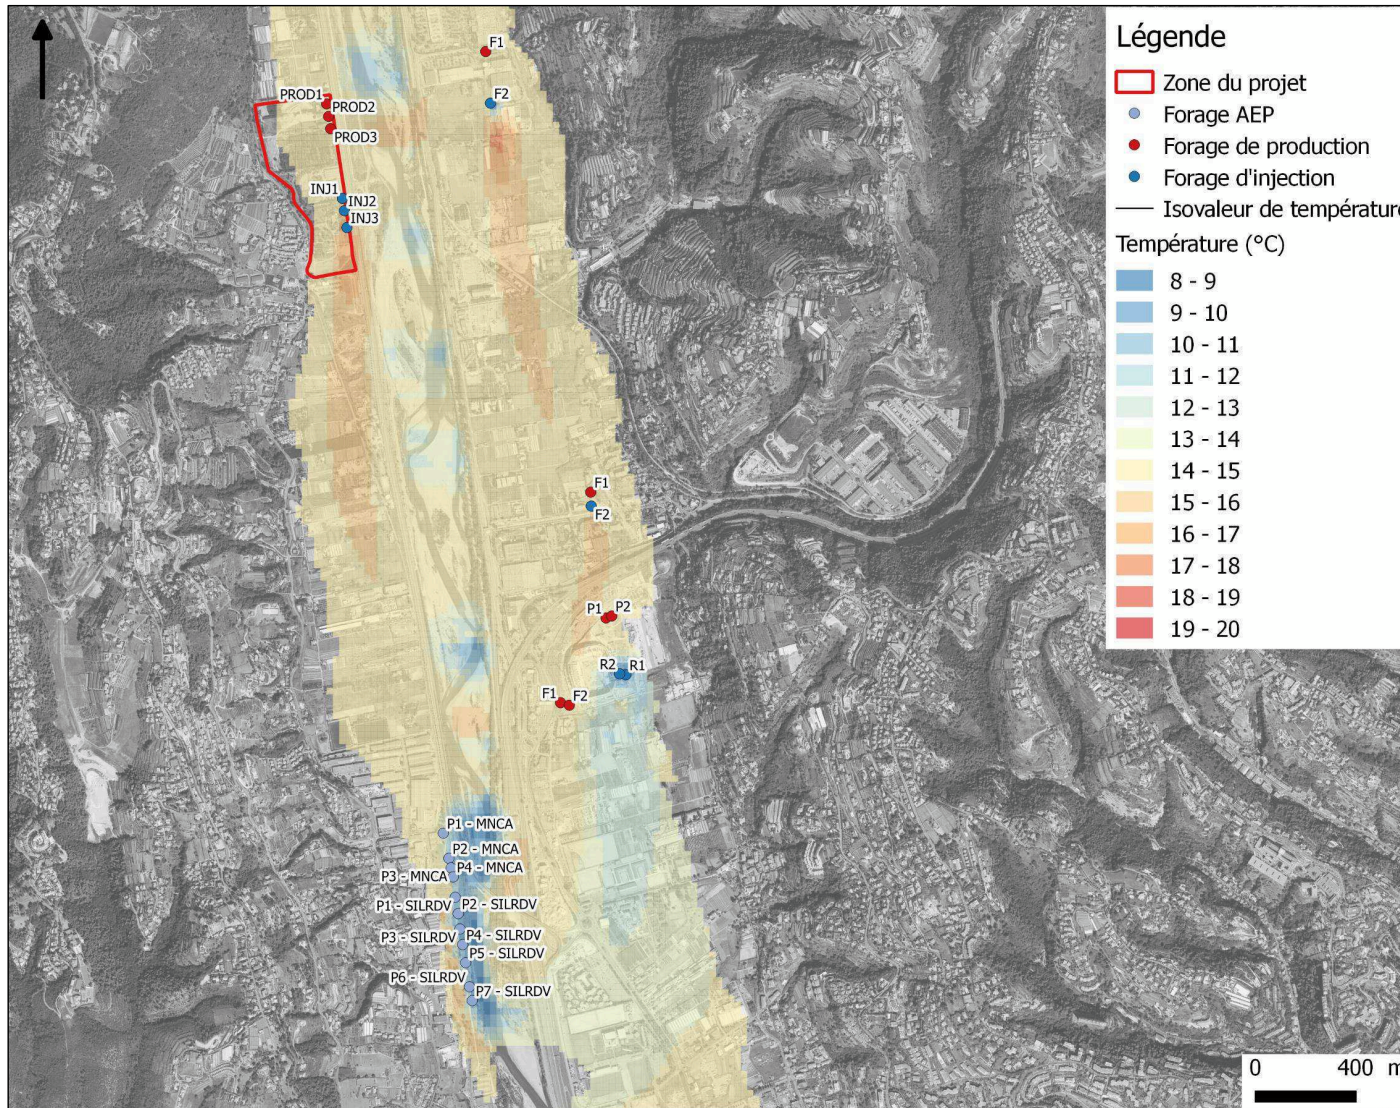 F1
F2
PROD1
PROD2
PROD3
INJ1
INJ2
INJ3
F1
F2
P1
P2
R2
R1
F1
F2
P1 - MNCA
P2 - MNCA
P4 - MNCA
P3 - MNCA
P1 - SILRDV
P2 - SILRDV
P3 - SILRDV
P4 - SILRDV
P5 - SILRDV
P6 - SILRDV
P7 - SILRDV
Légende
Zone du projet
Forage AEP
Forage de production
Forage d'injection
Isovaleur de température
Température (°C)
8 - 9
9 - 10
10 - 11
11 - 12
12 - 13
13 - 14
14 - 15
15 - 16
16 - 17
17 - 18
18 - 19
19 - 20
0 400 m